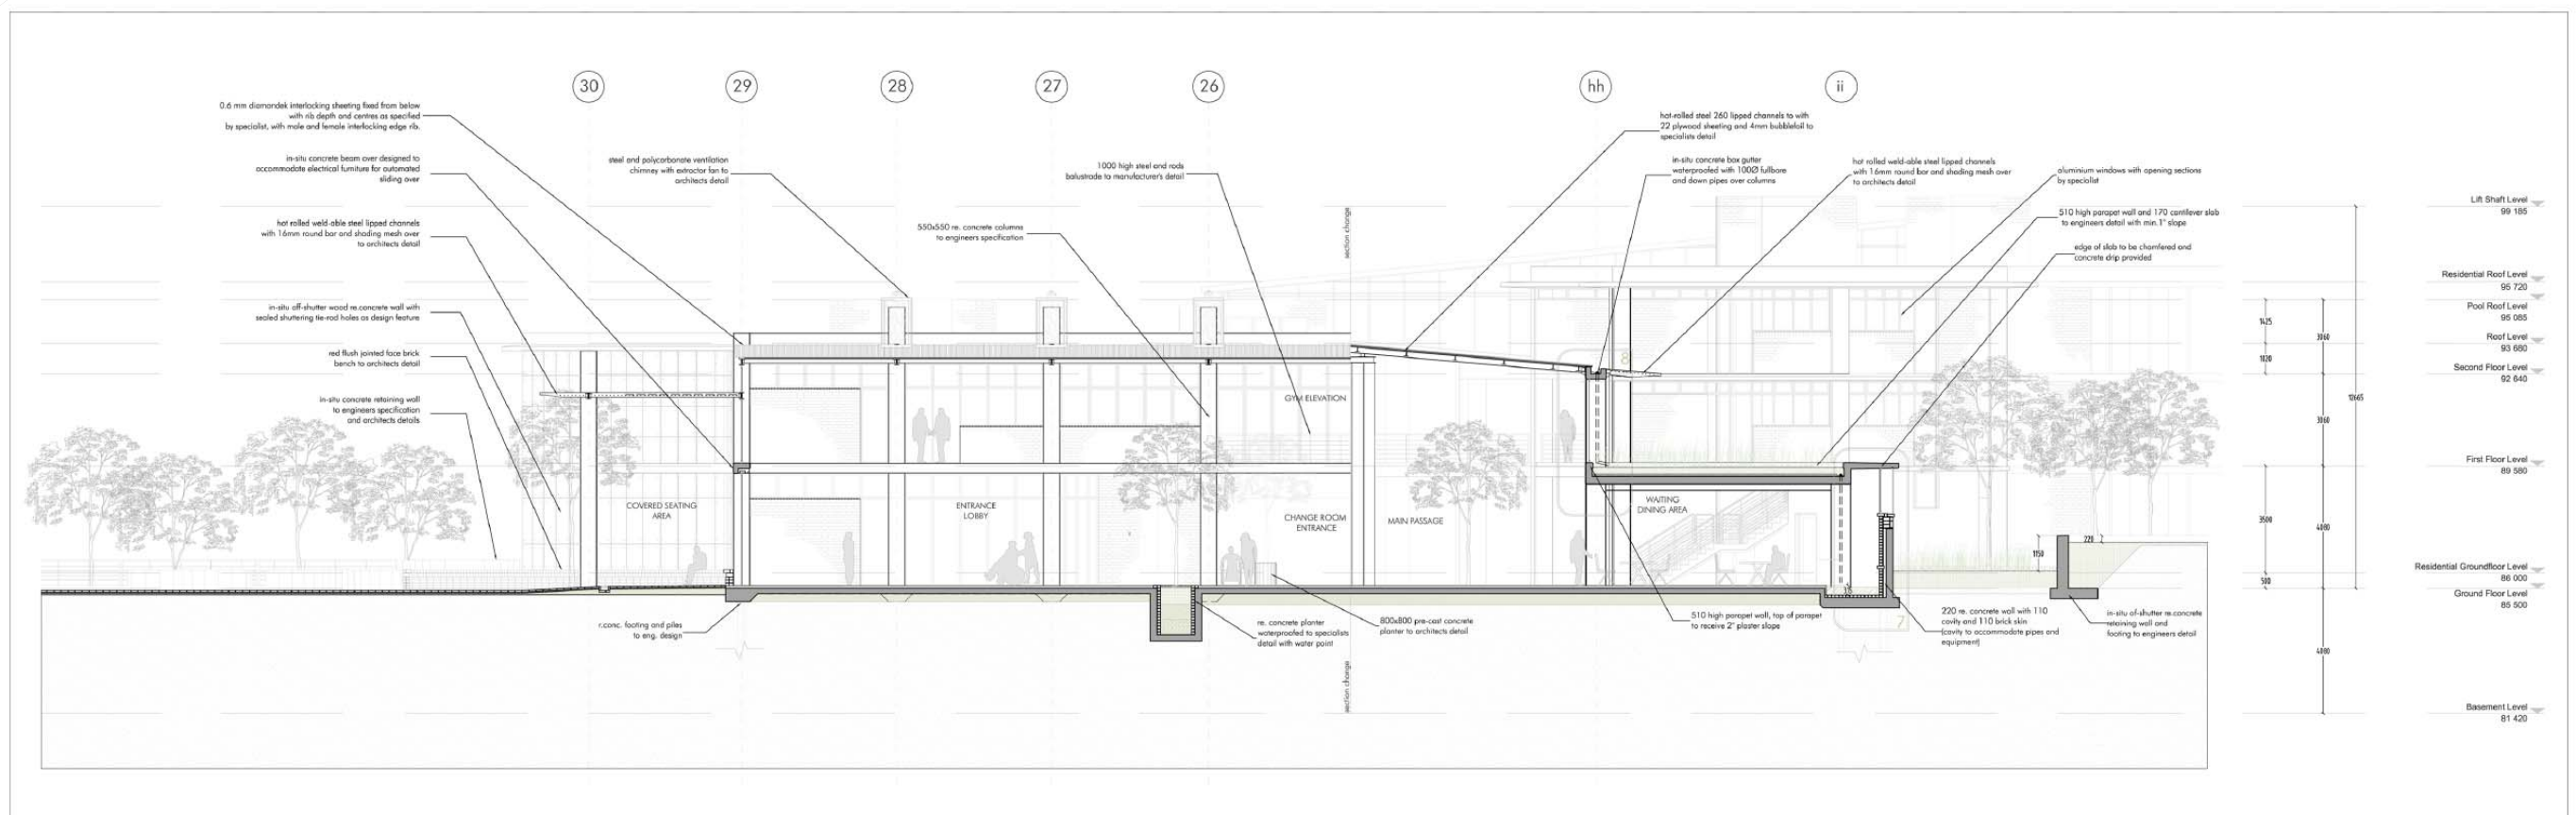 30
29
28
27
26
hh
ii
0.6 mm diamondek interlocking sheeting fixed from below
with rib depth and centres as specified
by specialist, with male and female interlocking edge rib.
in-situ concrete beam over designed to
accommodate electrical furniture for automated
sliding over
hot rolled weld-able steel lipped channels
with 16mm round bar and shading mesh over
to architects detail
in-situ off-shutter wood re.concrete wall with
sealed shuttering tie-rod holes as design feature
red flush jointed face brick
bench to architects detail
in-situ concrete retaining wall
to engineers specification
and architects details
steel and polycarbonate ventilation
chimney with extractor fan to
architects detail
550x550 re. concrete columns
to engineers specification
1000 high steel and rods
balustrade to manufacturer's detail
section change
hot-rolled steel 260 lipped channels to with
22 plywood sheeting and 4mm bubblefoil to
specialists detail
in-situ concrete box gutter
waterproofed with 100Ø fullbore
and down pipes over columns
hot rolled weld-able steel lipped channels
with 16mm round bar and shading mesh over
to architects detail
aluminium windows with opening sections
by specialist
510 high parapet wall and 170 cantilever slab
to engineers detail with min.1° slope
edge of slab to be chamfered and
concrete drip provided
8
GYM ELEVATION
COVERED SEATING
AREA
ENTRANCE
LOBBY
CHANGE ROOM
ENTRANCE
MAIN PASSAGE
WAITING
DINING AREA
r.conc. footing and piles
to eng. design
re. concrete planter
waterproofed to specialists
detail with water point
800x800 pre-cast concrete
planter to architects detail
section change
510 high parapet wall, top of parapet
to receive 2° plaster slope
7
220 re. concrete wall with 110
cavity and 110 brick skin
(cavity to accommodate pipes and
equipment)
in-situ of-shutter re.concrete
retaining wall and
footing to engineers detail
1150
220
1425
1020
3500
500
3060
3060
4080
4080
12665
Lift Shaft Level
99 185
Residential Roof Level
95 720
Pool Roof Level
95 085
Roof Level
93 680
Second Floor Level
92 640
First Floor Level
89 580
Residential Groundfloor Level
86 000
Ground Floor Level
85 500
Basement Level
81 420